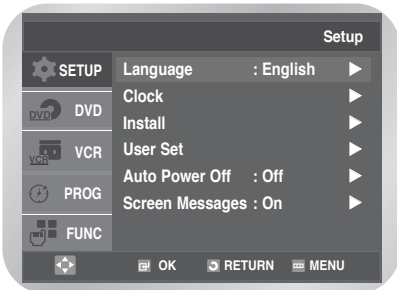 Setup
SETUP
DVD DVD
VCR VCR
PROG
FUNC
Language : English ►
Clock ►
Install ►
User Set ►
Auto Power Off : Off ►
Screen Messages : On ►
OK RETURN MENU